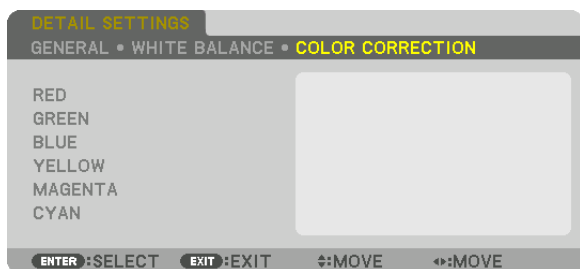 DETAIL SETTINGS
GENERAL • WHITE BALANCE • COLOR CORRECTION
RED
GREEN
BLUE
YELLOW
MAGENTA
CYAN
ENTER :SELECT EXIT :EXIT :MOVE :MOVE